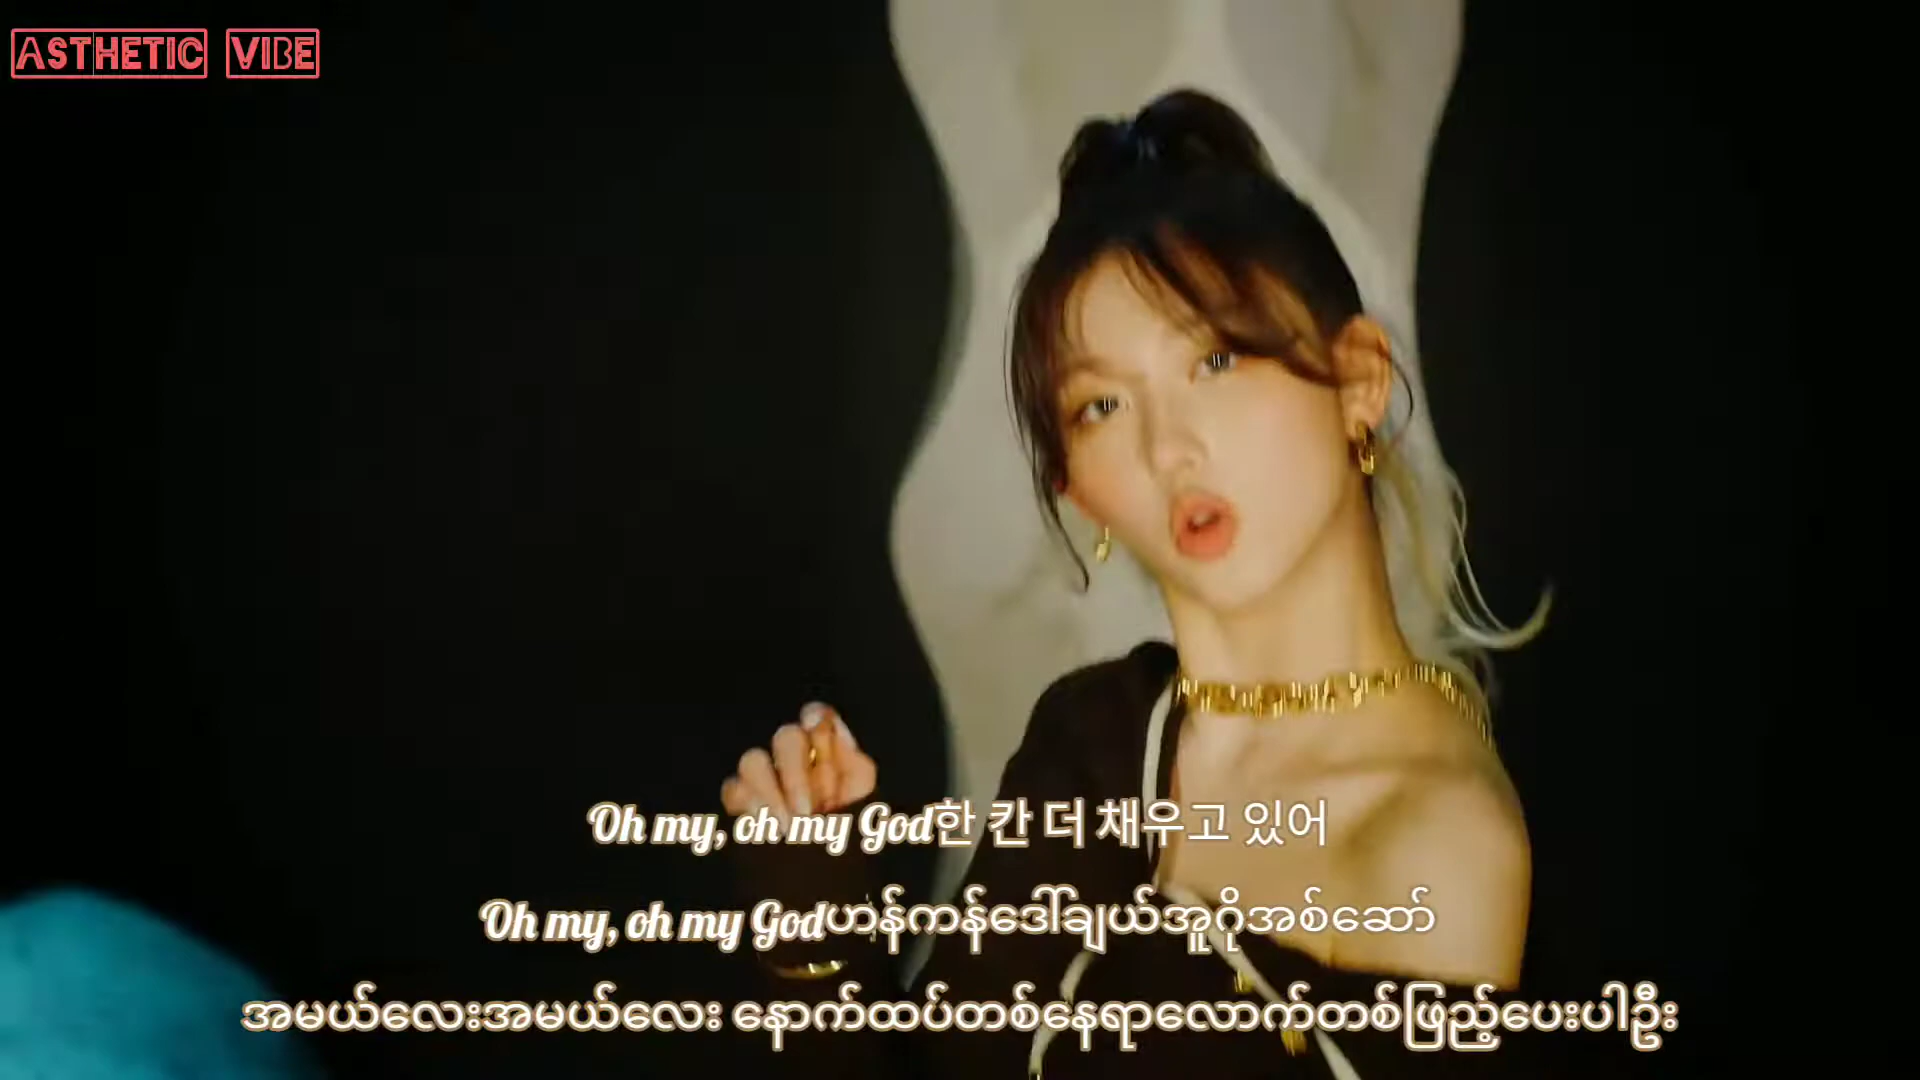 ASTHETIC VIBE
Oh my, oh my God한 칸 더 채우고 있어
Oh my, oh my Godဟန်ကန်ဒေါ်ချယ်အူဂိုအစ်ဆော်
အမယ်လေးအမယ်လေး နောက်ထပ်တစ်နေရာလောက်တစ်ဖြည့်ပေးပါဦး